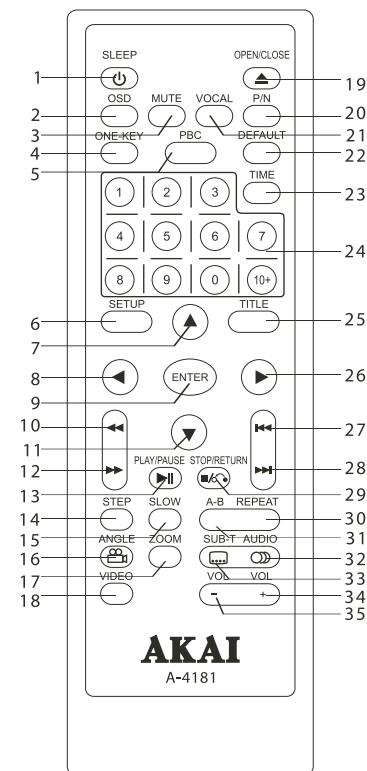 SLEEP OPEN/CLOSE
1 19
OSD MUTE VOCAL P/N
2 20
3 21
ONE-KEY PBC DEFAULT
4 22
5 TIME
23
1 2 3
4 5 6 7
24
8 9 0 10+
SETUP TITLE
6 25
7
8 26
ENTER
9
10 27
11
12 28
PLAY/PAUSE STOP/RETURN
13 29
STEP SLOW A-B REPEAT
14 30
15 31
ANGLE ZOOM SUB-T AUDIO
16 32
17 33
VIDEO VOL VOL
18 - + 34
35
AKAI
A-4181